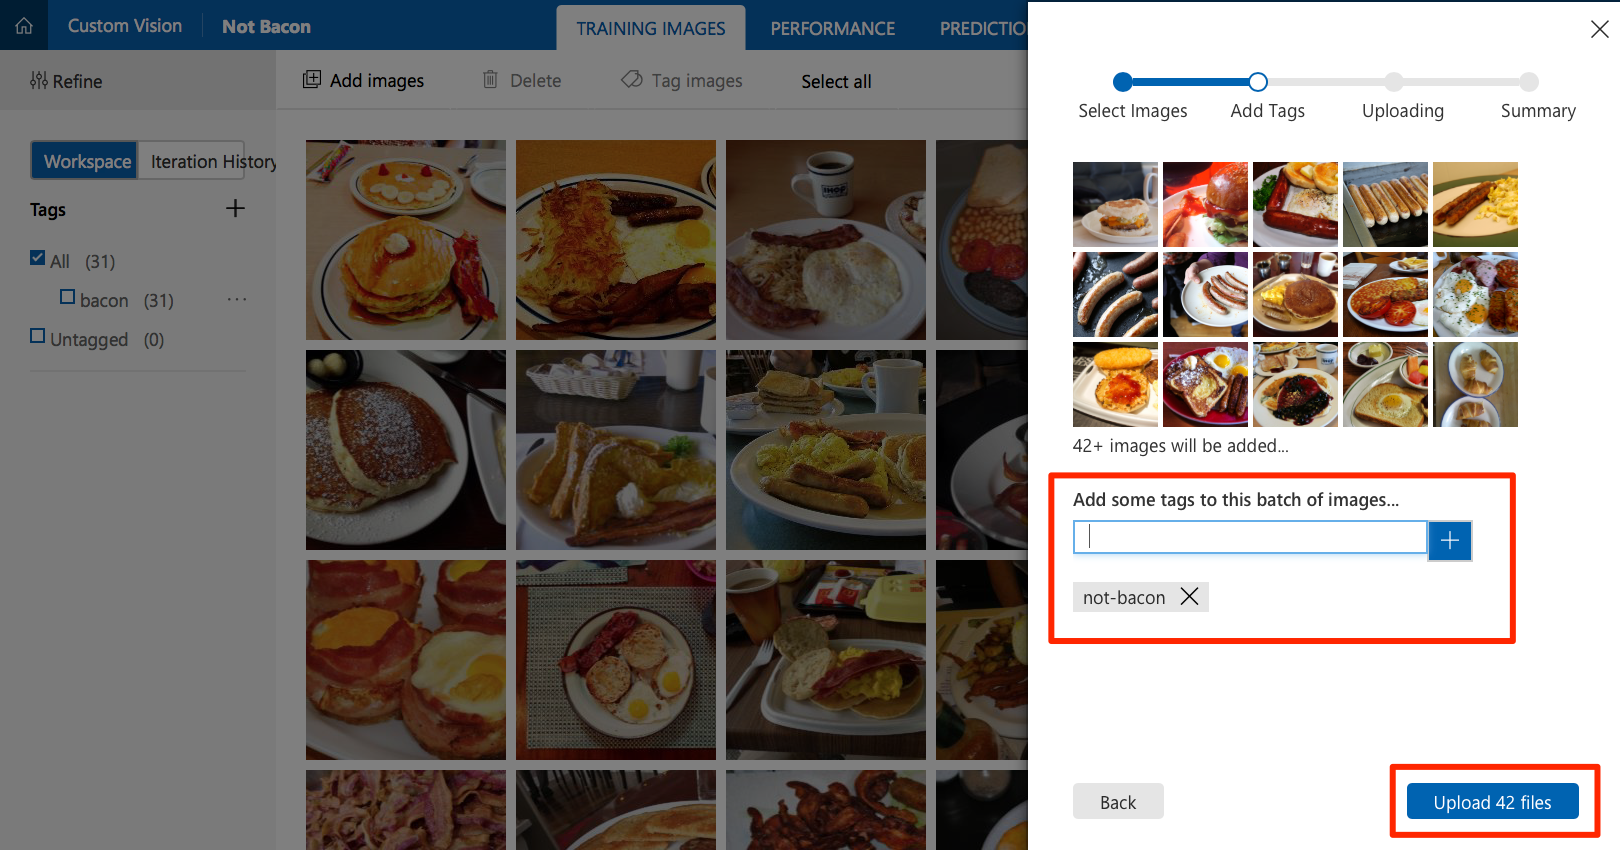 Custom Vision
Not Bacon
TRAINING IMAGES
PERFORMANCE
PREDICTIO
Refine
Add images
Delete
Tag images
Select all
Workspace
Iteration History
Tags
All (31)
bacon (31)
Untagged (0)
IHOP
Select Images
Add Tags
Uploading
Summary
42+ images will be added...
Add some tags to this batch of images...
not-bacon
Back
Upload 42 files